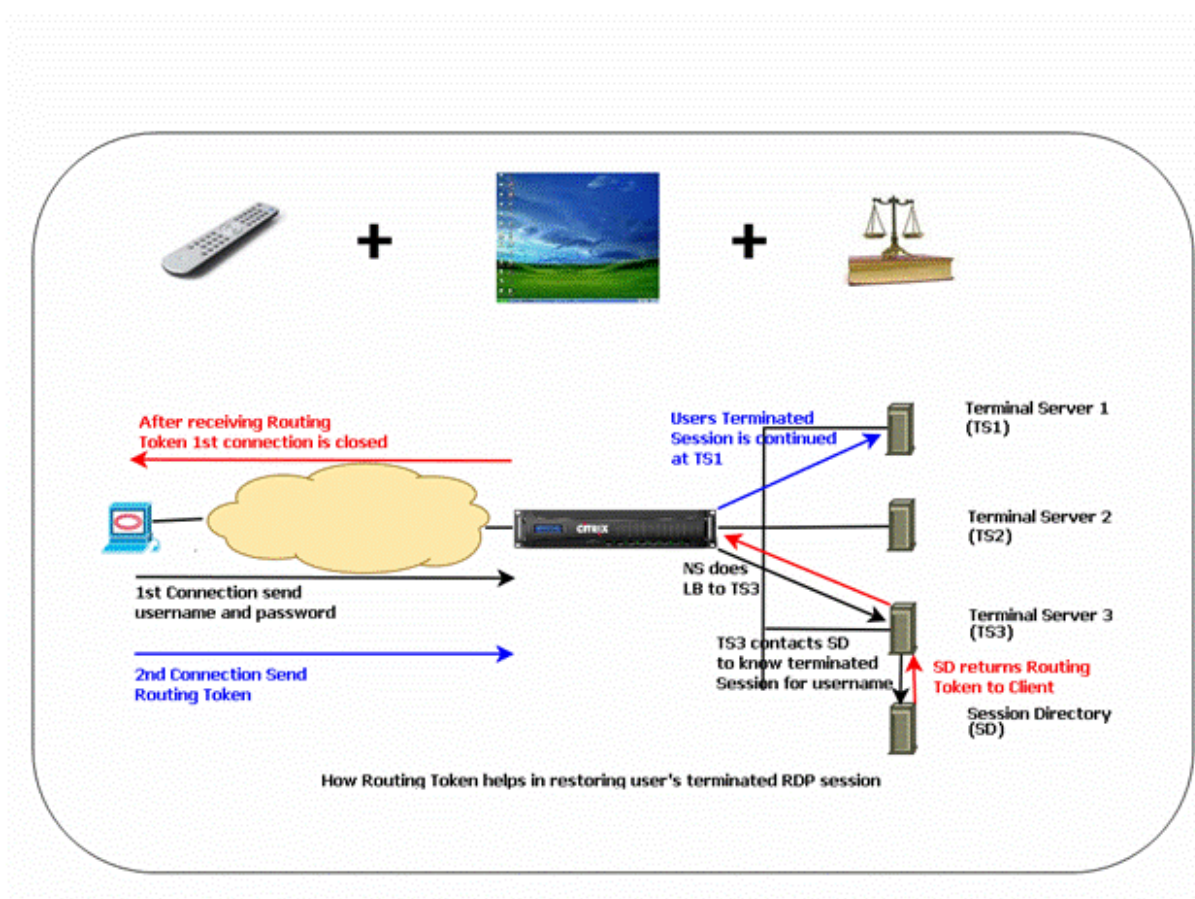 After receiving Routing
Token 1st connection is closed
Users Terminated
Session is continued
at TS1
Terminal Server 1
(TS1)
CITRIX
Terminal Server 2
(TS2)
NS does
LB to TS3
1st Connection send
username and password
Terminal Server 3
(TS3)
TS3 contacts SD
to know terminated
Session for username
2nd Connection Send
Routing Token
SD returns Routing
Token to Client
Session Directory
(SD)
How Routing Token helps in restoring user's terminated RDP session